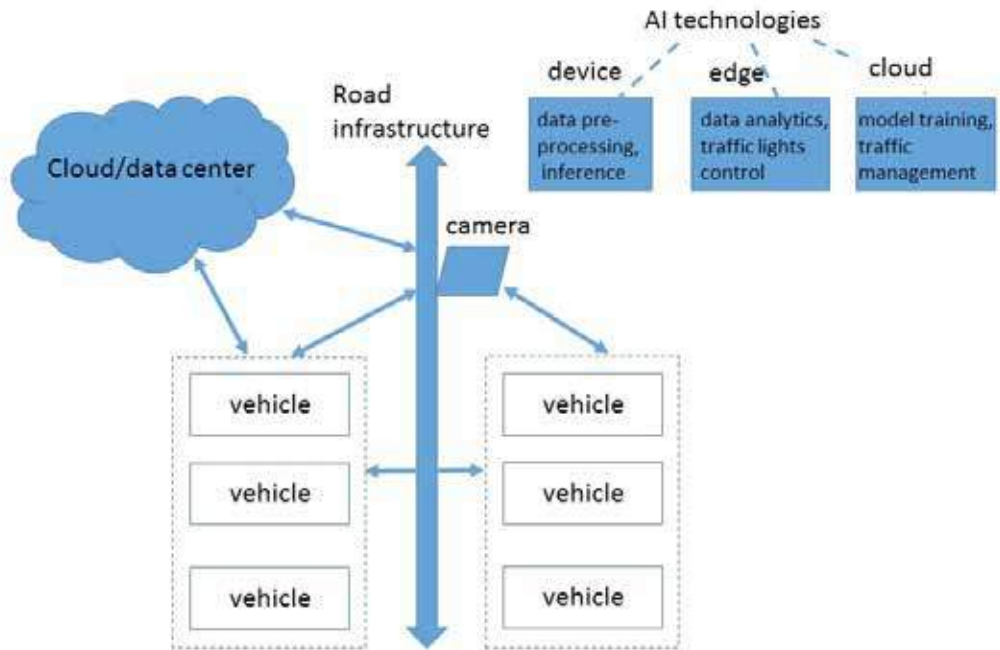 AI technologies
device
edge
cloud
data pre-
processing,
inference
data analytics,
traffic lights
control
model training,
traffic
management
Road
infrastructure
Cloud/data center
camera
vehicle
vehicle
vehicle
vehicle
vehicle
vehicle